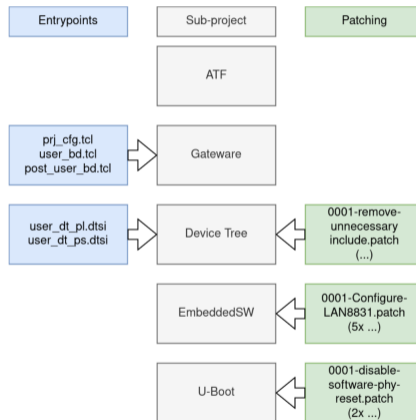 Entrypoints
Sub-project
Patching
ATF
prj_cfg.tcl
user_bd.tcl
post_user_bd.tcl
Gateware
user_dt_pl.dtsi
user_dt_ps.dtsi
Device Tree
0001-remove-
unnecessary
include.patch
(...)
EmbeddedSW
0001-Configure-
LAN8831.patch
(5x ...)
U-Boot
0001-disable-
software-phy-
reset.patch
(2x ...)